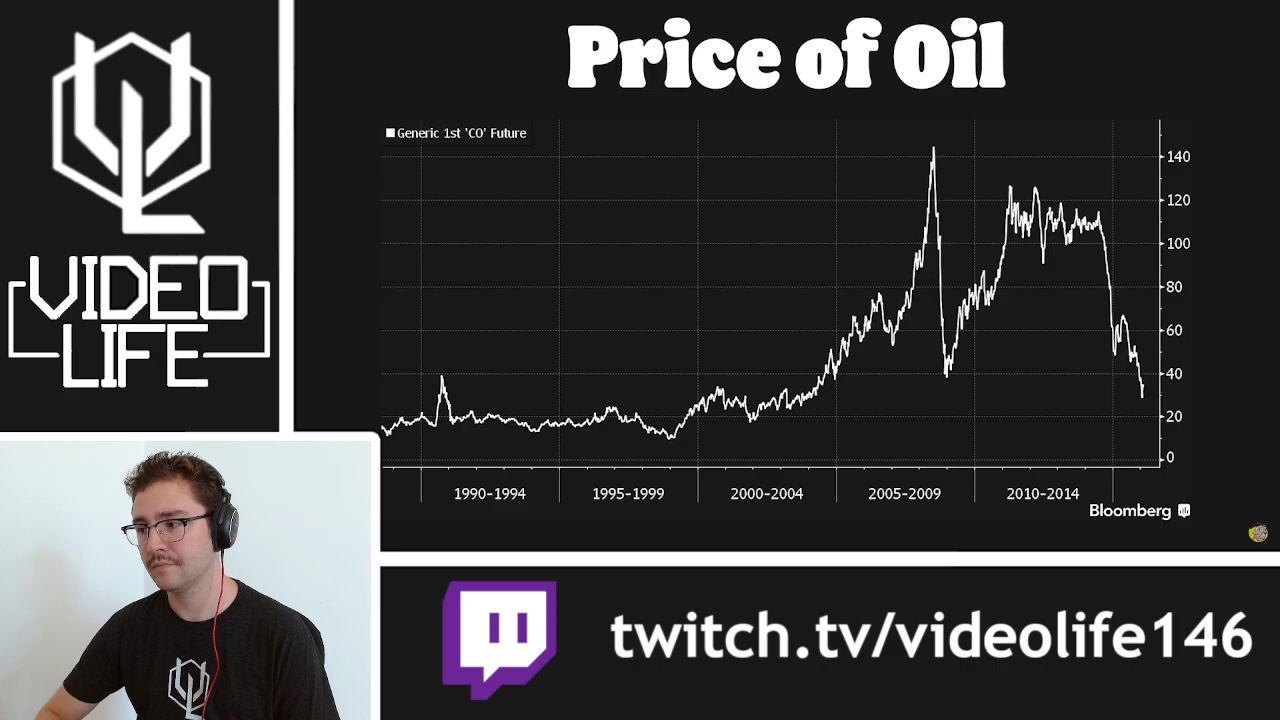 VIDEO
LIFE
Price of Oil
Generic 1st 'CO' Future
140
120
100
80
60
40
20
0
1990-1994
1995-1999
2000-2004
2005-2009
2010-2014
Bloomberg
twitch.tv/videolife146